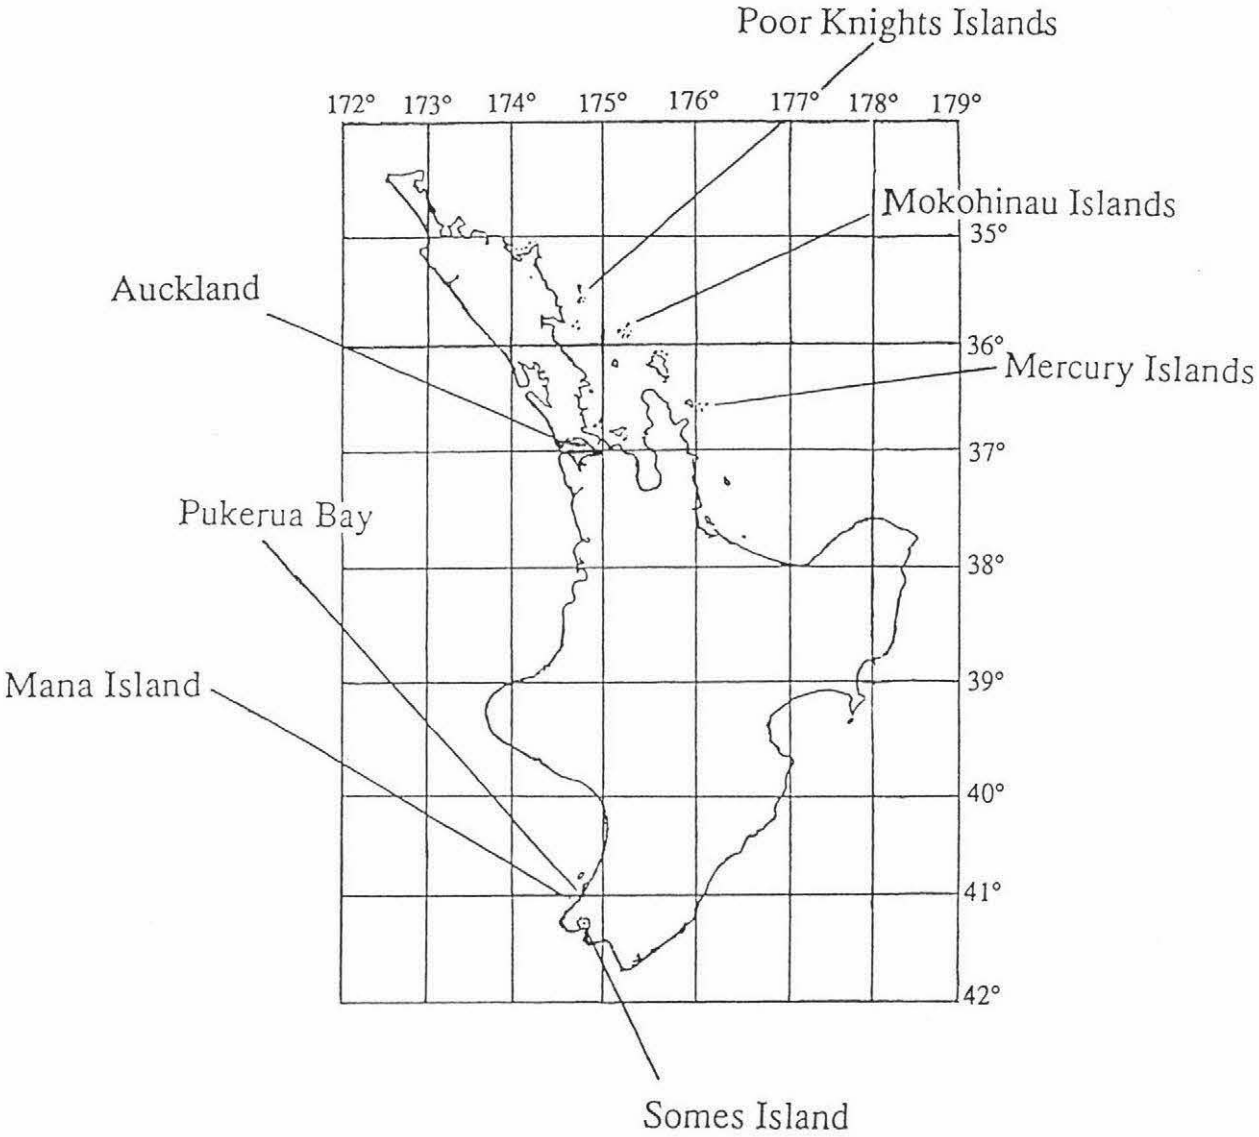 Poor Knights Islands
172° 173° 174° 175° 176° 177° 178° 179°
Mokohinau Islands
35°
Auckland
36°
Mercury Islands
37°
Pukerua Bay
38°
Mana Island
39°
40°
41°
42°
Somes Island